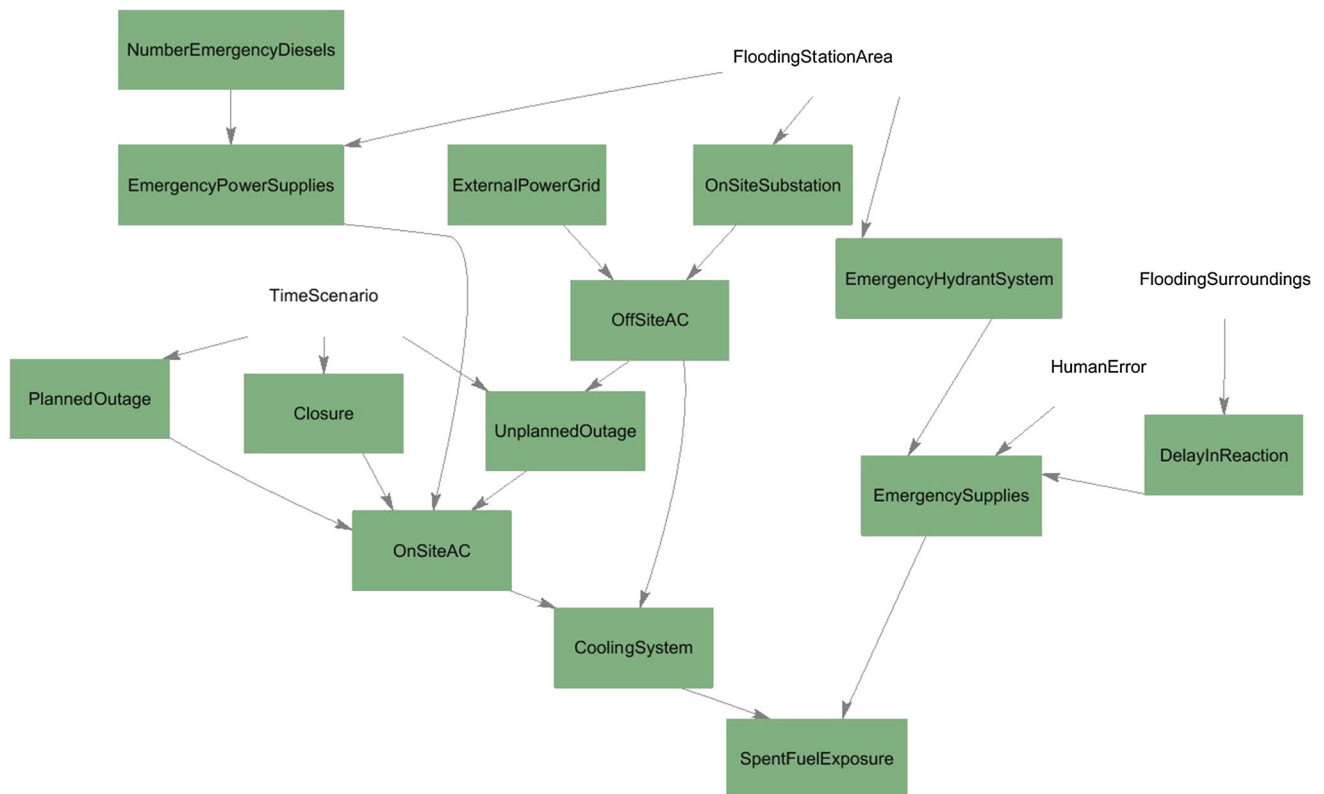 NumberEmergencyDiesels
FloodingStationArea
EmergencyPowerSupplies
ExternalPowerGrid
OnSiteSubstation
EmergencyHydrantSystem
FloodingSurroundings
TimeScenario
OffSiteAC
HumanError
PlannedOutage
Closure
UnplannedOutage
DelayInReaction
EmergencySupplies
OnSiteAC
CoolingSystem
SpentFuelExposure